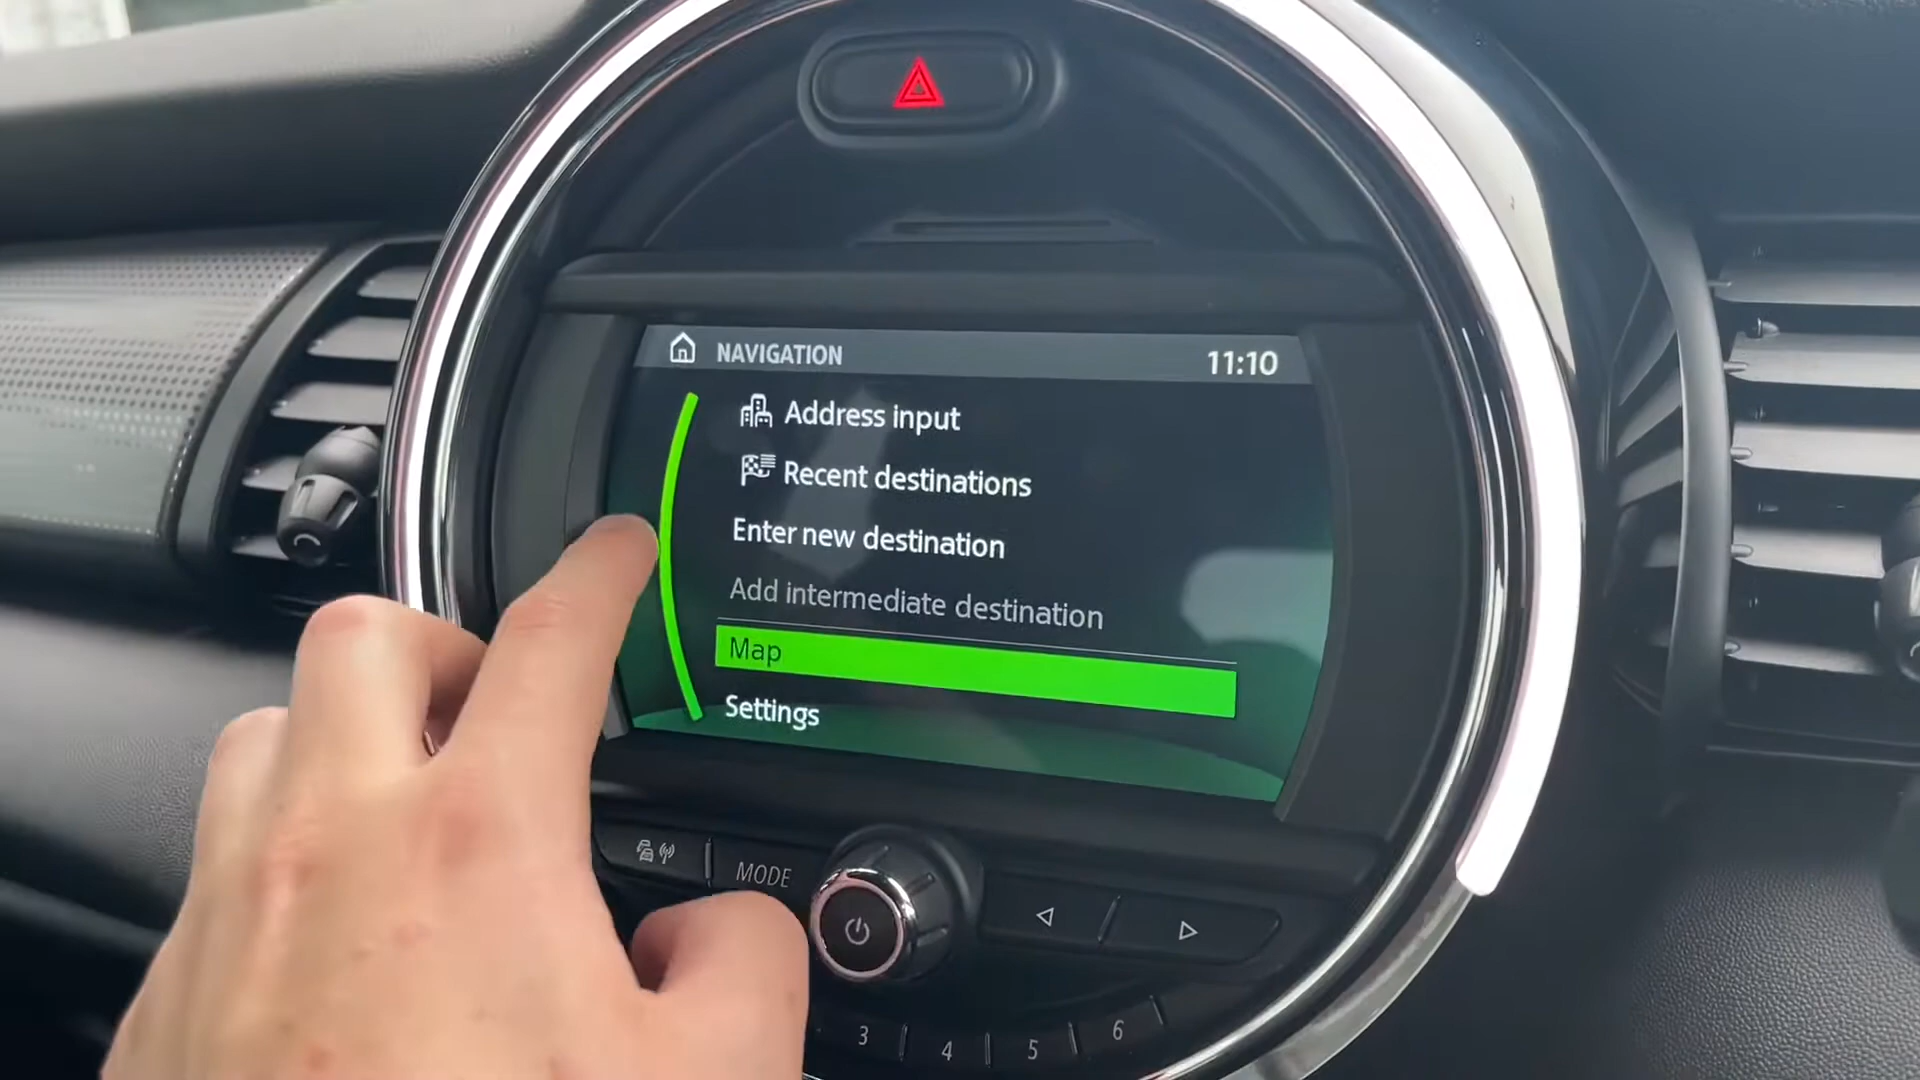 NAVIGATION 11:10
Address input
Recent destinations
Enter new destination
Add intermediate destination
Map
Settings
MODE
3 4 5 6